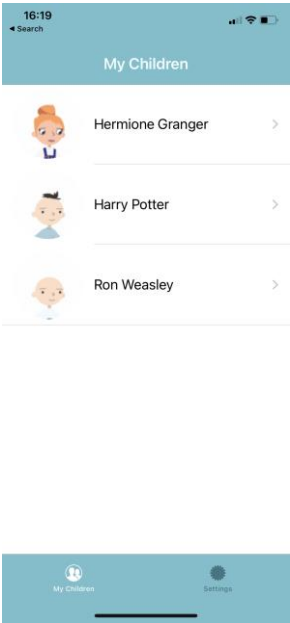 16:19
◄ Search
My Children
Hermione Granger
Harry Potter
Ron Weasley
My Children
Settings